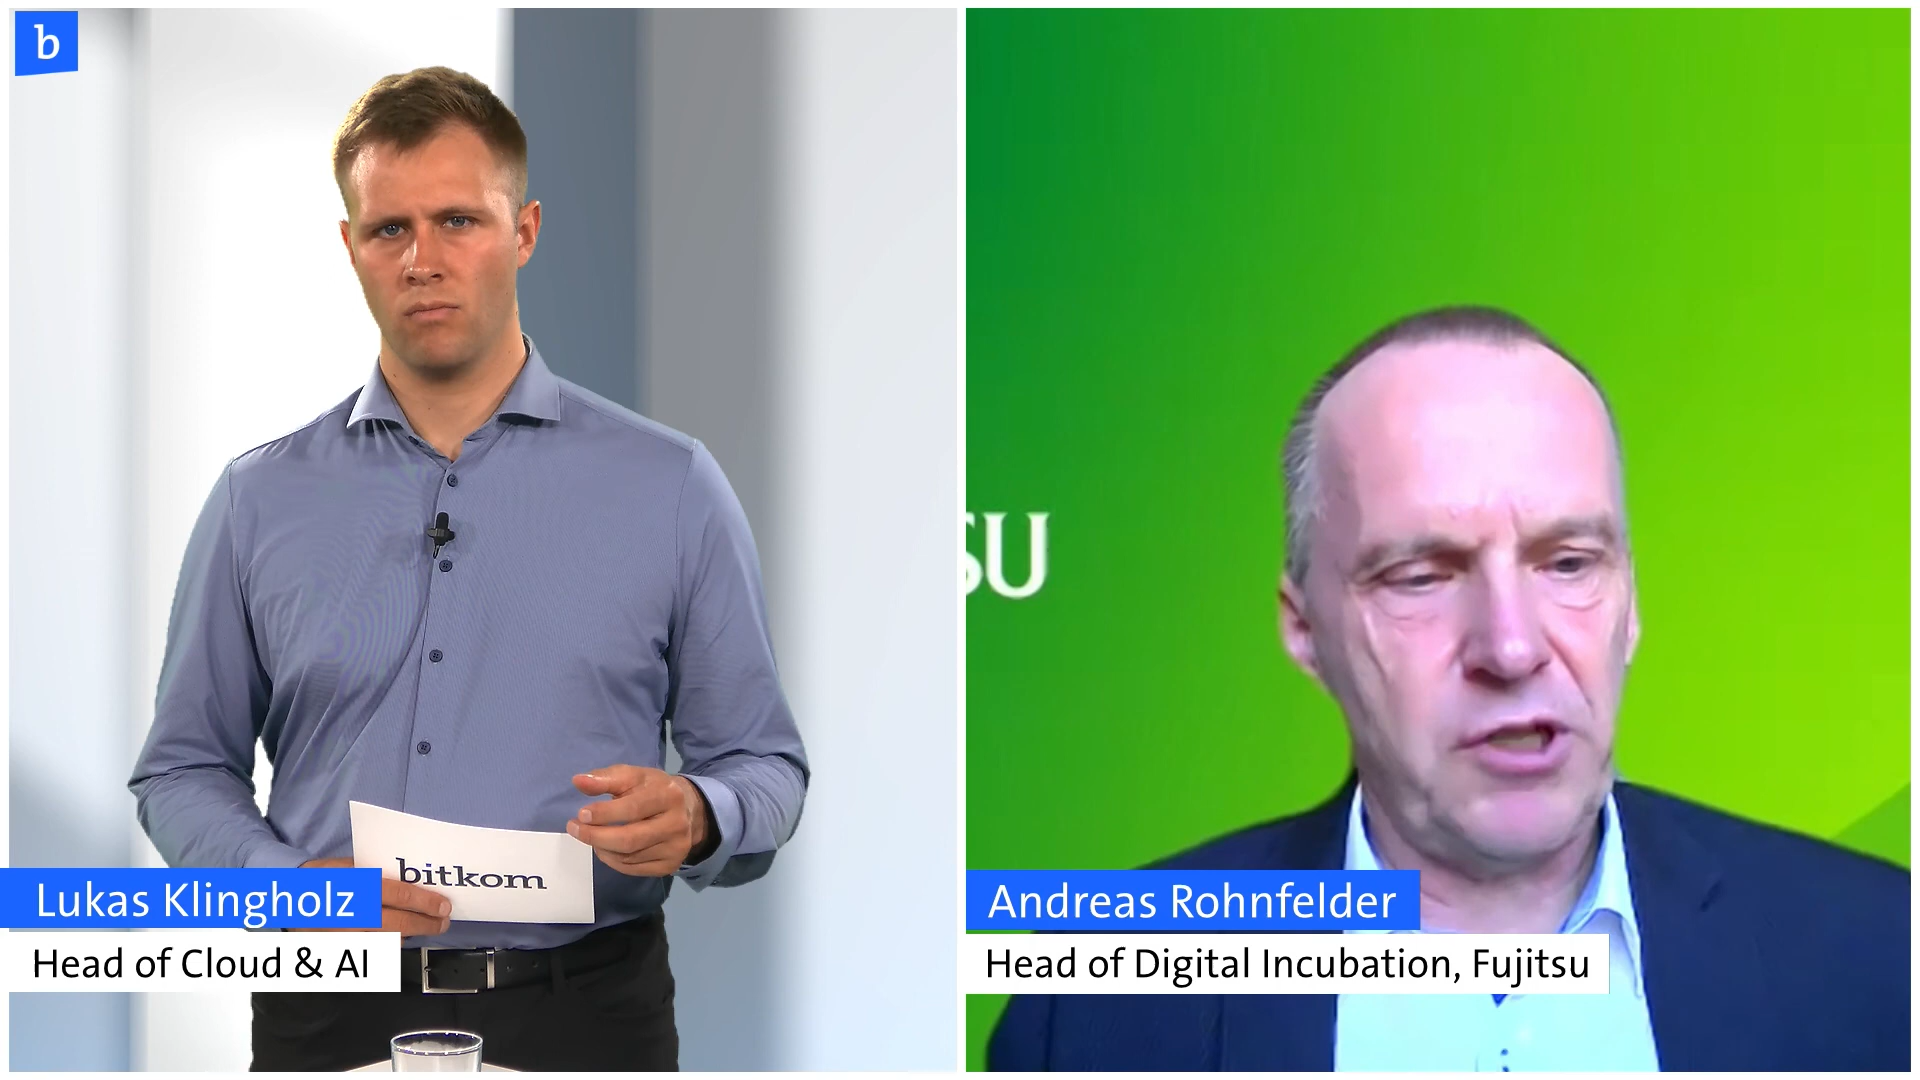 b
SU
bitkom
Lukas Klingholz
Head of Cloud & AI
Andreas Rohnfelder
Head of Digital Incubation, Fujitsu